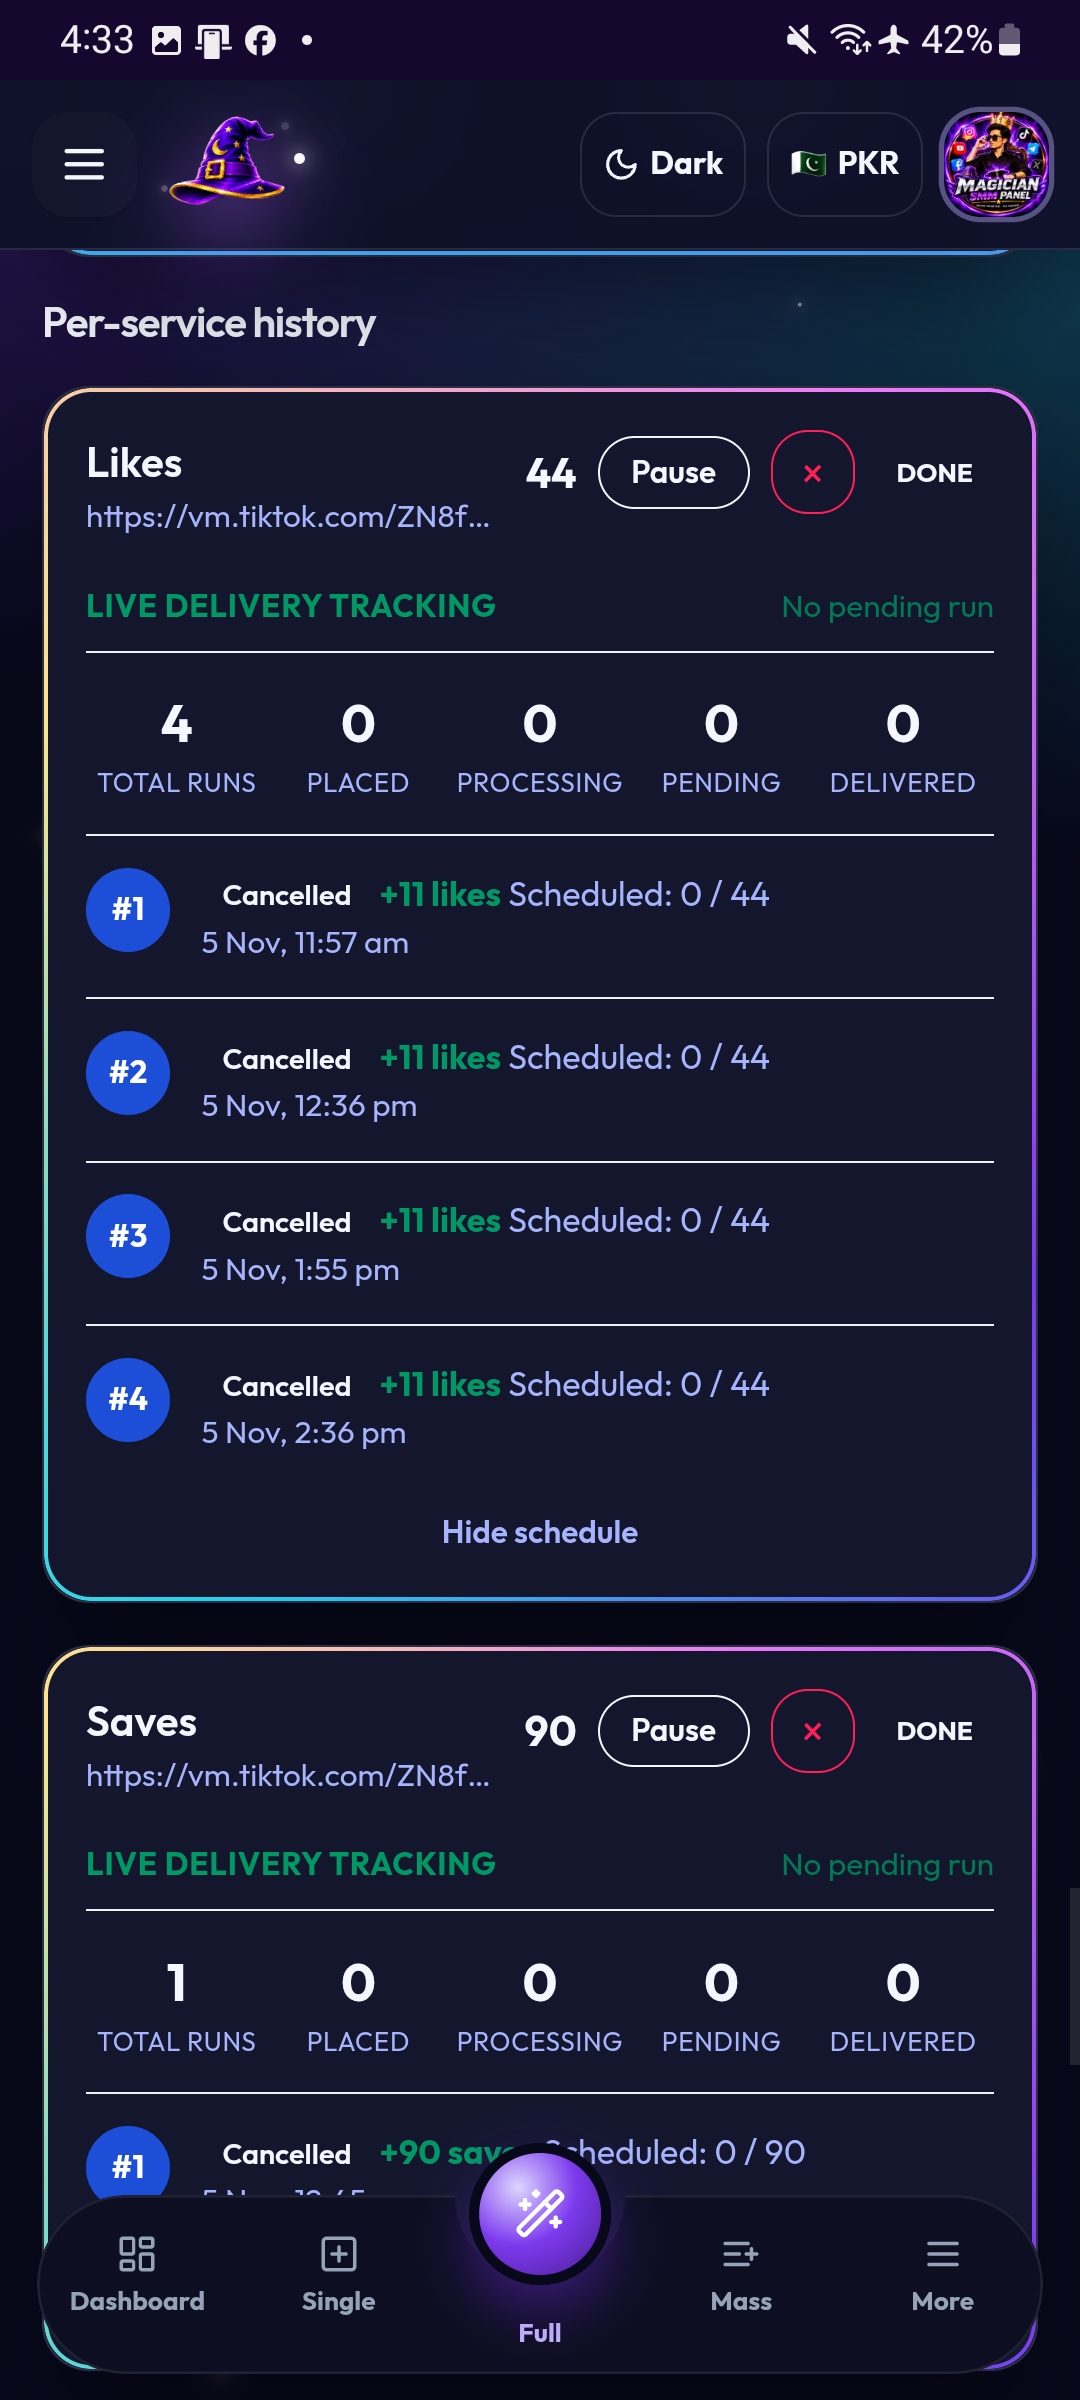 4:33 42%
Dark PKR
MAGICIAN
SMM PANEL
Per-service history
Likes 44 Pause × DONE
https://vm.tiktok.com/ZN8f...
LIVE DELIVERY TRACKING No pending run
4 0 0 0 0
TOTAL RUNS PLACED PROCESSING PENDING DELIVERED
#1 Cancelled +11 likes Scheduled: 0 / 44
5 Nov, 11:57 am
#2 Cancelled +11 likes Scheduled: 0 / 44
5 Nov, 12:36 pm
#3 Cancelled +11 likes Scheduled: 0 / 44
5 Nov, 1:55 pm
#4 Cancelled +11 likes Scheduled: 0 / 44
5 Nov, 2:36 pm
Hide schedule
Saves 90 Pause × DONE
https://vm.tiktok.com/ZN8f...
LIVE DELIVERY TRACKING No pending run
1 0 0 0 0
TOTAL RUNS PLACED PROCESSING PENDING DELIVERED
#1 Cancelled +90 Scheduled: 0 / 90
Dashboard Single Full Mass More